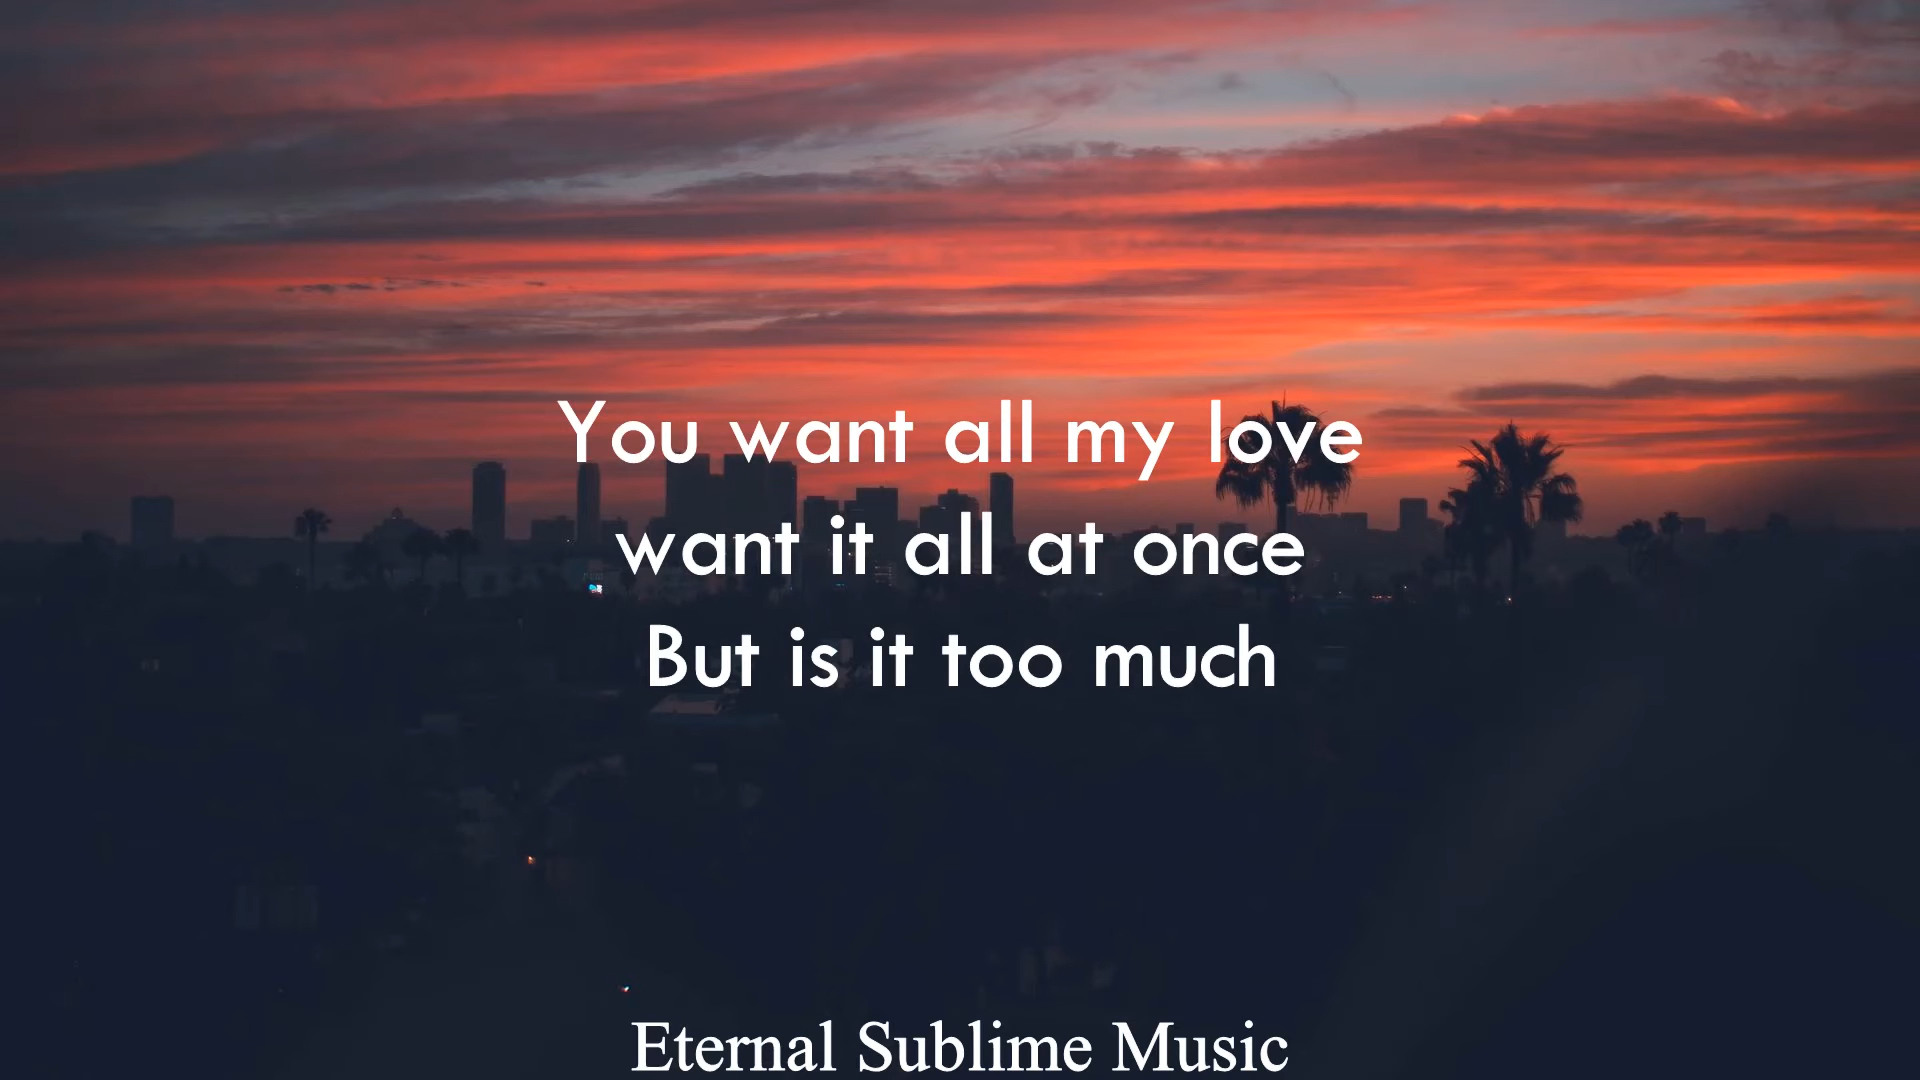 You want all my love
want it all at once
But is it too much
Eternal Sublime Music